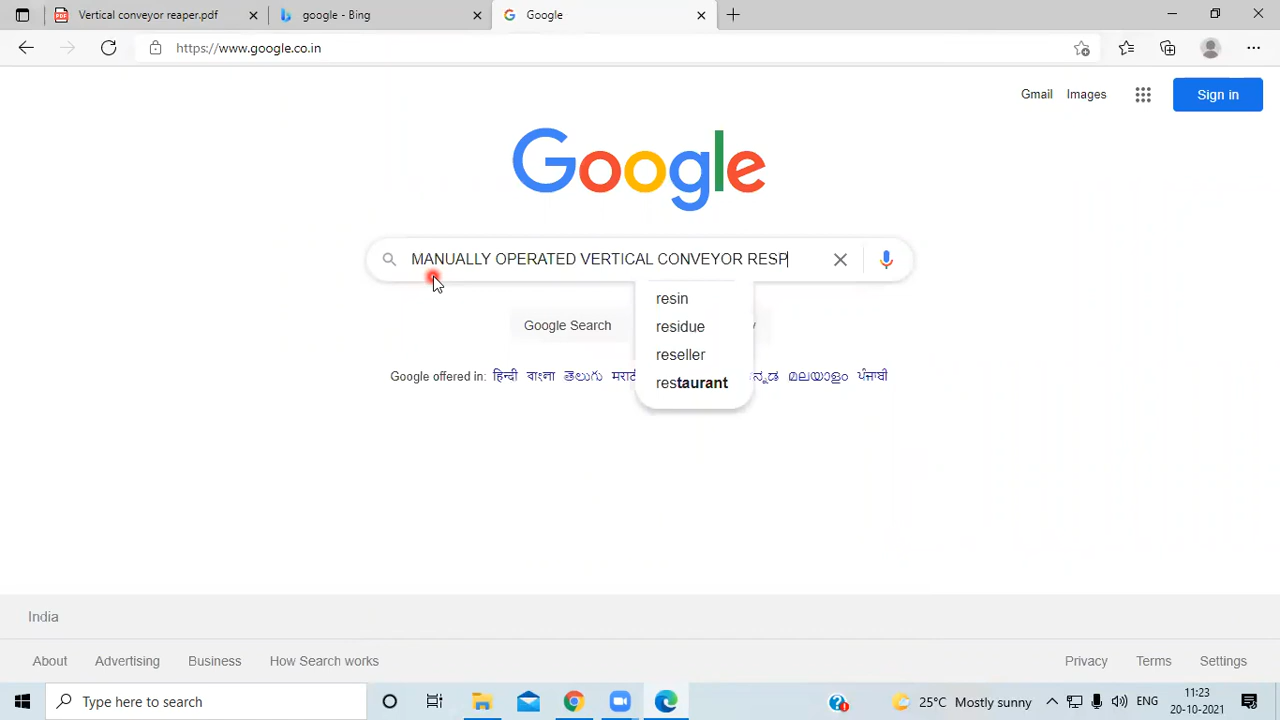 Vertical conveyor reaper.pdf
google - Bing
Google
https://www.google.co.in
Gmail Images
Sign in
Google
MANUALLY OPERATED VERTICAL CONVEYOR RESP
resin
residue
reseller
restaurant
Google Search
Google offered in: हिन्दी বাংলা తెలుగు ಕನ್ನಡ മലയാളം ਪੰਜਾਬੀ
India
About Advertising Business How Search works
Privacy Terms Settings
Type here to search
25°C Mostly sunny
ENG
11:23
20-10-2021